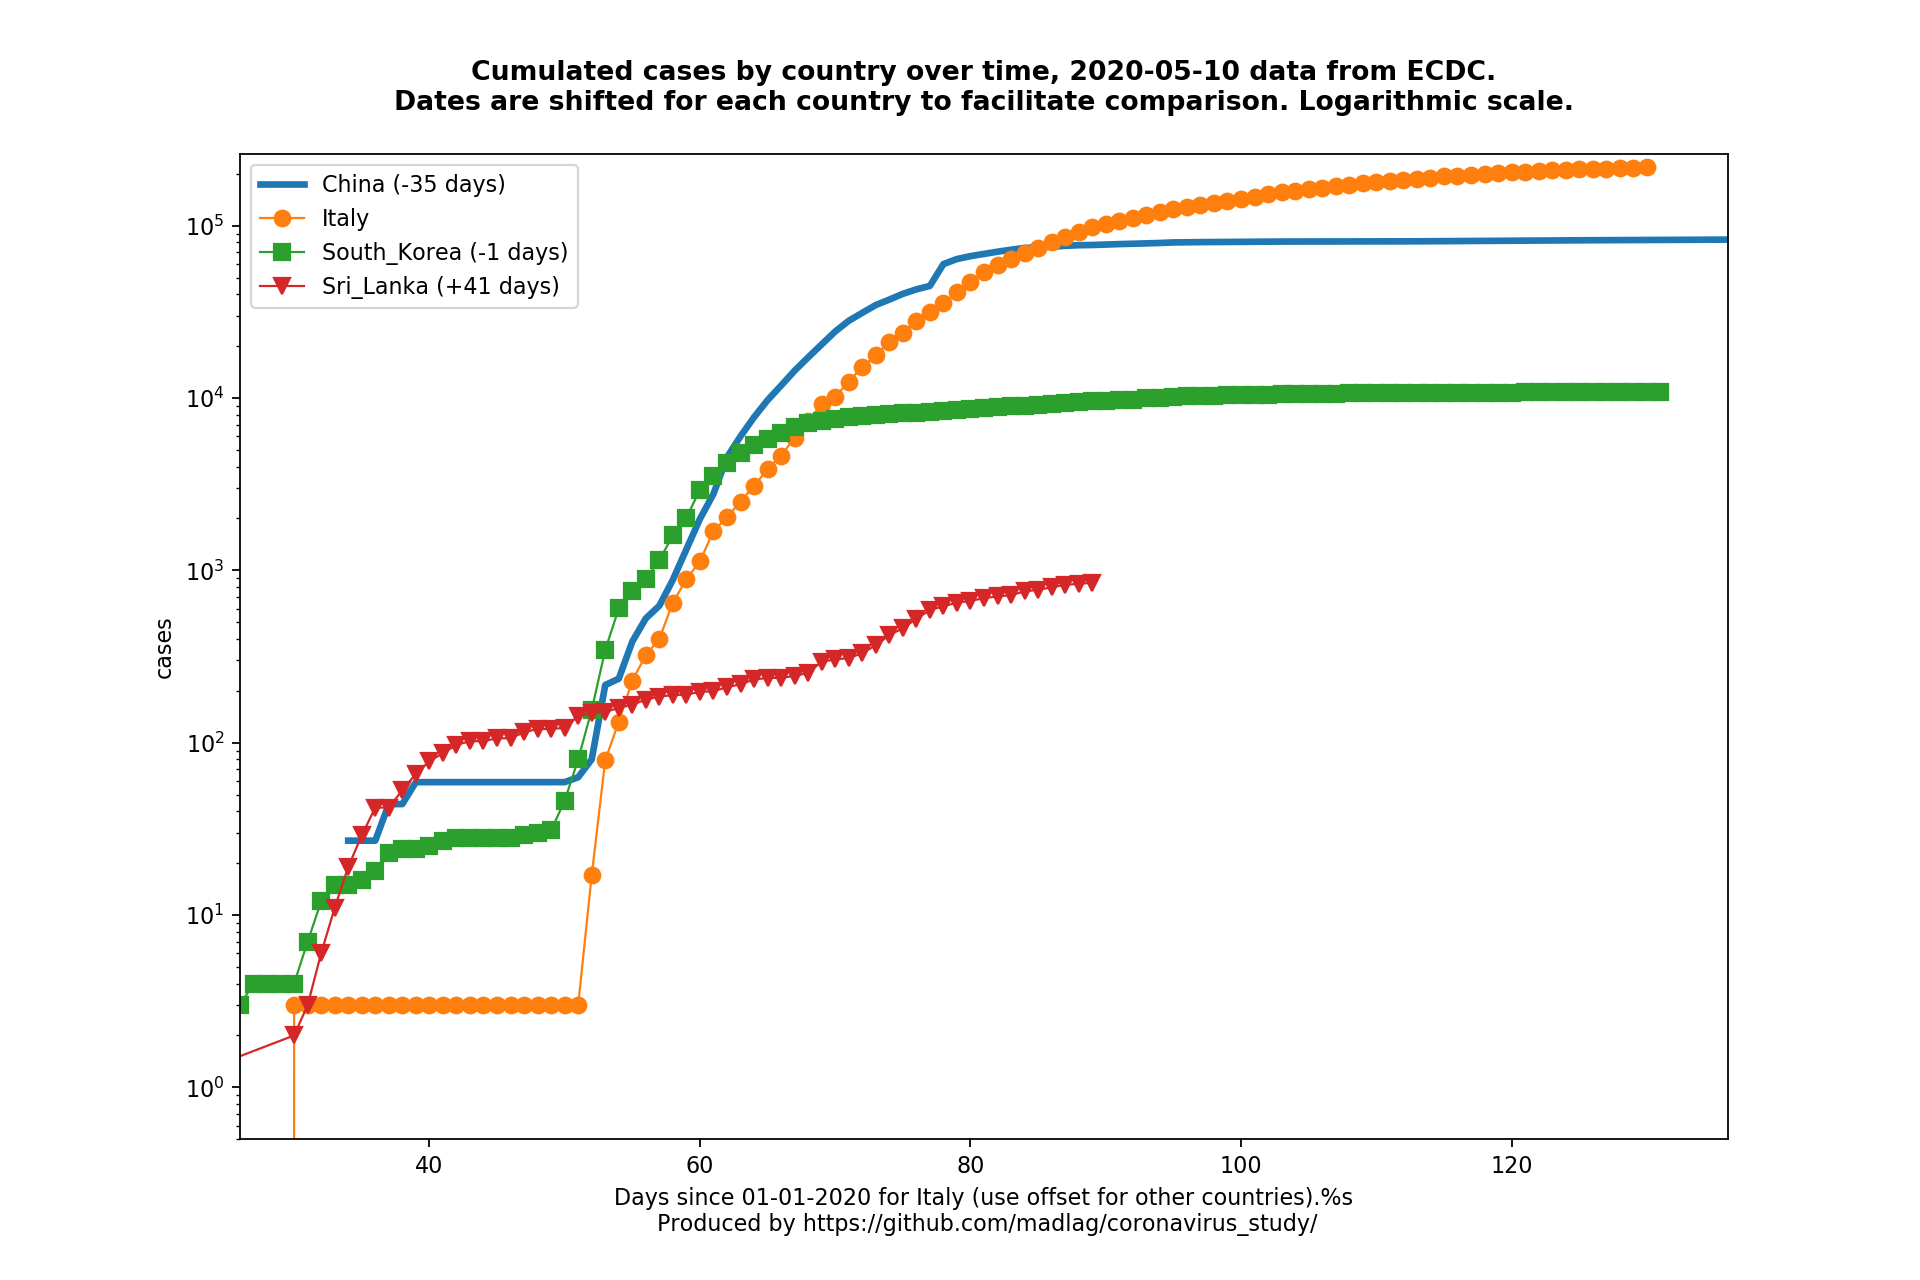 Cumulated cases by country over time, 2020-05-10 data from ECDC.
Dates are shifted for each country to facilitate comparison. Logarithmic scale.
China (-35 days)
Italy
South_Korea (-1 days)
Sri_Lanka (+41 days)
10^5
10^4
10^3
10^2
10^1
10^0
cases
40 60 80 100 120
Days since 01-01-2020 for Italy (use offset for other countries).%s
Produced by https://github.com/madlag/coronavirus_study/